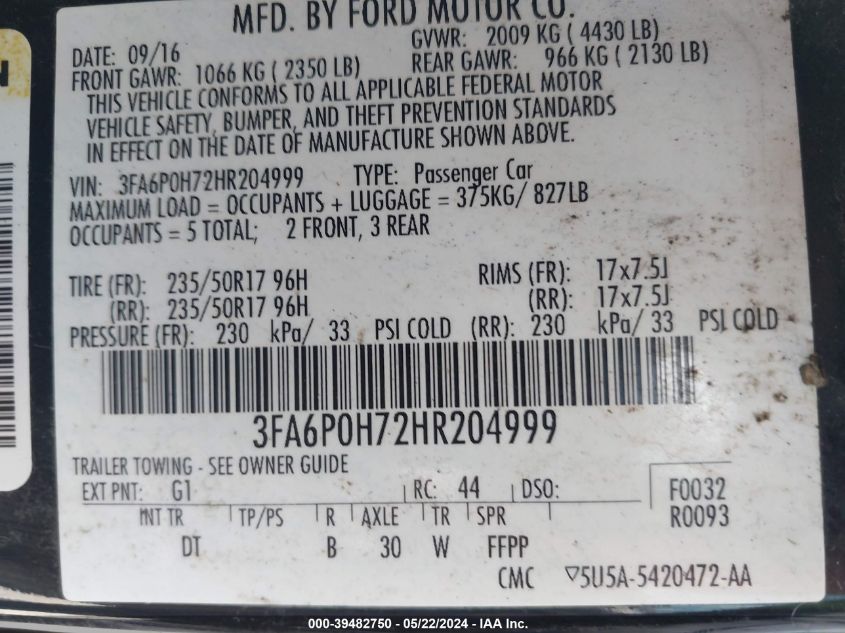 MFD. BY FORD MOTOR CO.
DATE: 09/16 GVWR: 2009 KG ( 4430 LB)
FRONT GAWR: 1066 KG ( 2350 LB) REAR GAWR: 966 KG ( 2130 LB)
THIS VEHICLE CONFORMS TO ALL APPLICABLE FEDERAL MOTOR
VEHICLE SAFETY, BUMPER, AND THEFT PREVENTION STANDARDS
IN EFFECT ON THE DATE OF MANUFACTURE SHOWN ABOVE.
VIN: 3FA6P0H72HR204999 TYPE: Passenger Car
MAXIMUM LOAD = OCCUPANTS + LUGGAGE = 375KG/ 827LB
OCCUPANTS = 5 TOTAL; 2 FRONT, 3 REAR
TIRE (FR): 235/50R17 96H RIMS (FR): 17x7.5J
(RR): 235/50R17 96H (RR): 17x7.5J
PRESSURE (FR): 230 kPa/ 33 PSI COLD (RR): 230 kPa/ 33 PSI COLD
3FA6P0H72HR204999
TRAILER TOWING - SEE OWNER GUIDE
EXT PNT: G1 RC: 44 DSO: F0032
INT TR TP/PS R AXLE TR SPR R0093
DT B 30 W FFPP
CMC 5U5A-5420472-AA
000-39482750 - 05/22/2024 - IAA Inc.